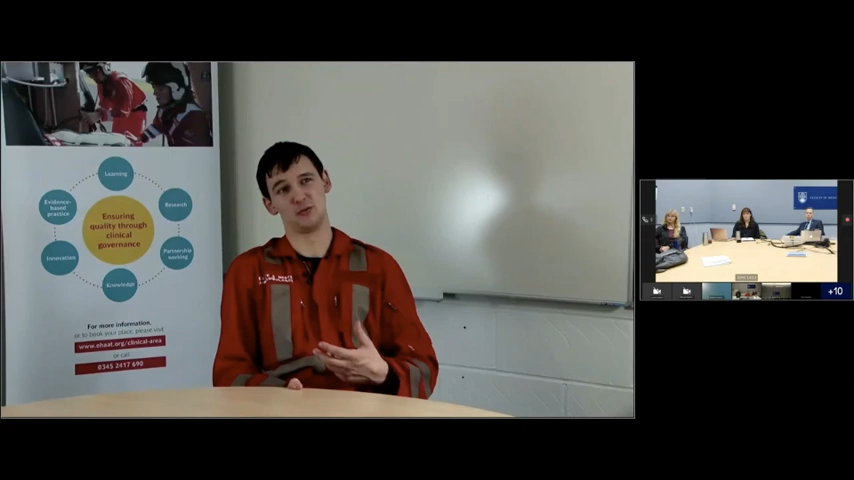 Learning
Evidence-
based
practice
Research
Ensuring
quality through
clinical
governance
Innovation
Partnership
working
Knowledge
For more information,
or to book your place, please visit
www.ehaat.org/clinical-area
or call
0345 2417 690
+10